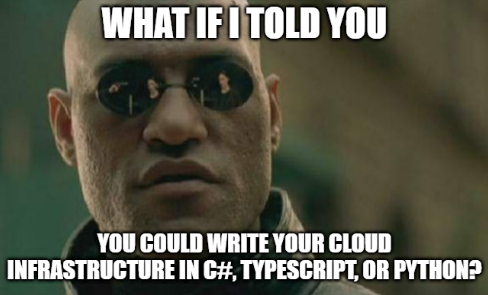 WHAT IF I TOLD YOU
YOU COULD WRITE YOUR CLOUD
INFRASTRUCTURE IN C#, TYPESCRIPT, OR PYTHON?